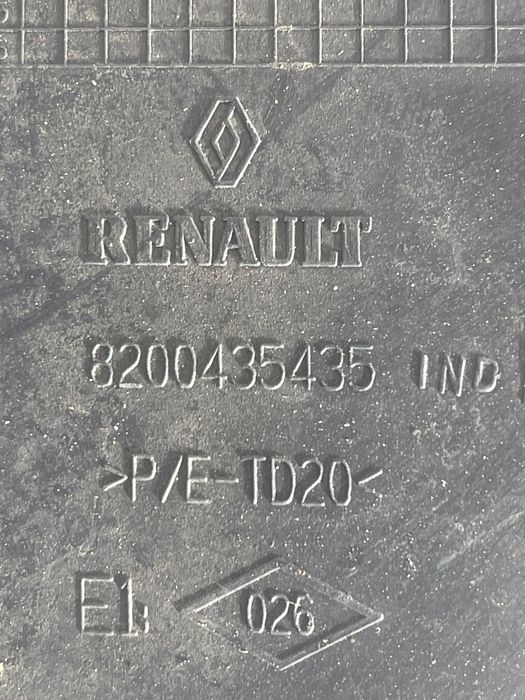 RENAULT
8200435435 IND
>P/E-TD20<
E1
026